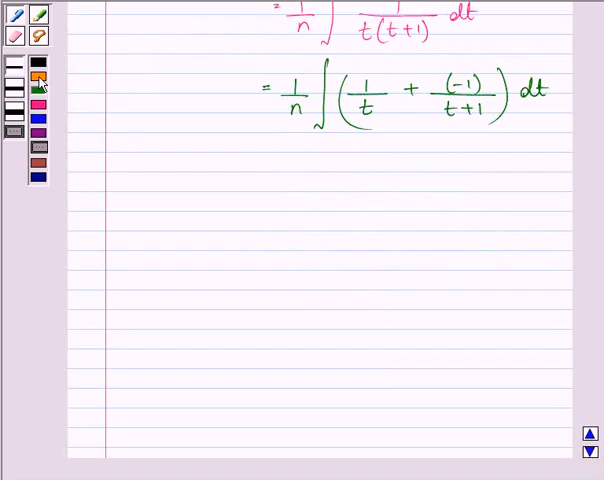 = 1/n ∫ 1/t(t+1) dt
= 1/n ∫ ( 1/t + (-1)/t+1 ) dt